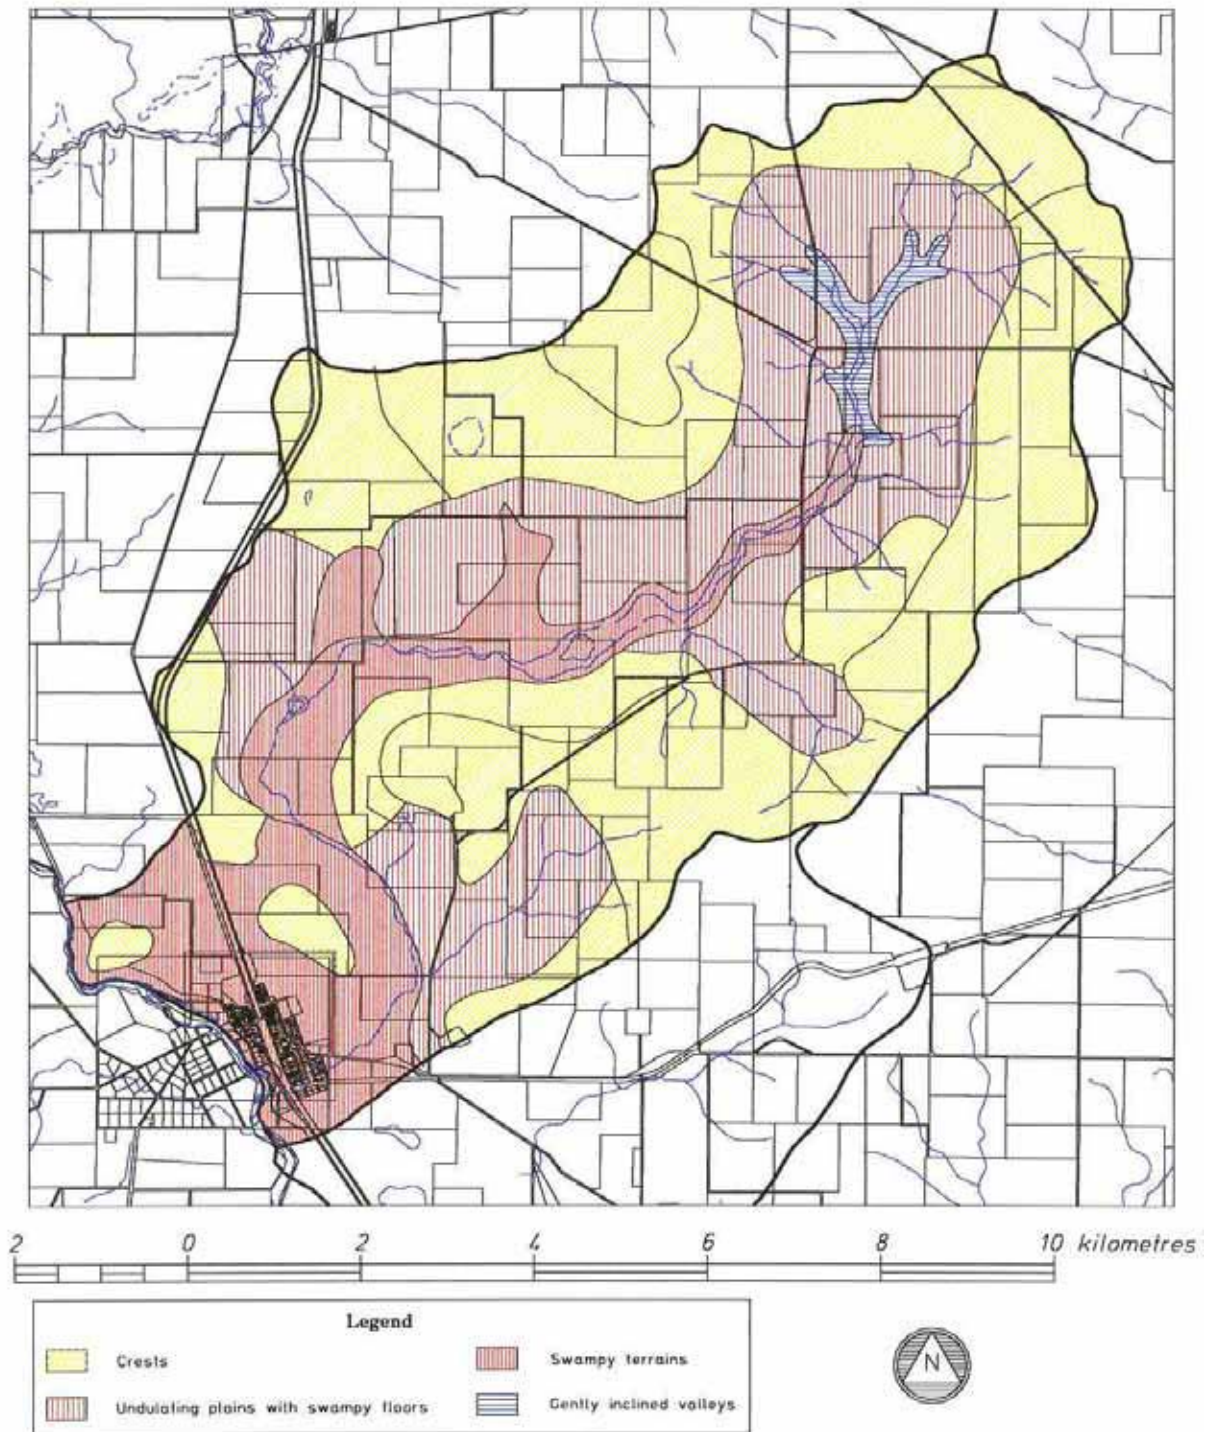 2 0 2 4 6 8 10 kilometres
Legend
Crests
Swampy terrains
Undulating plains with swampy floors
Gently inclined valleys
N